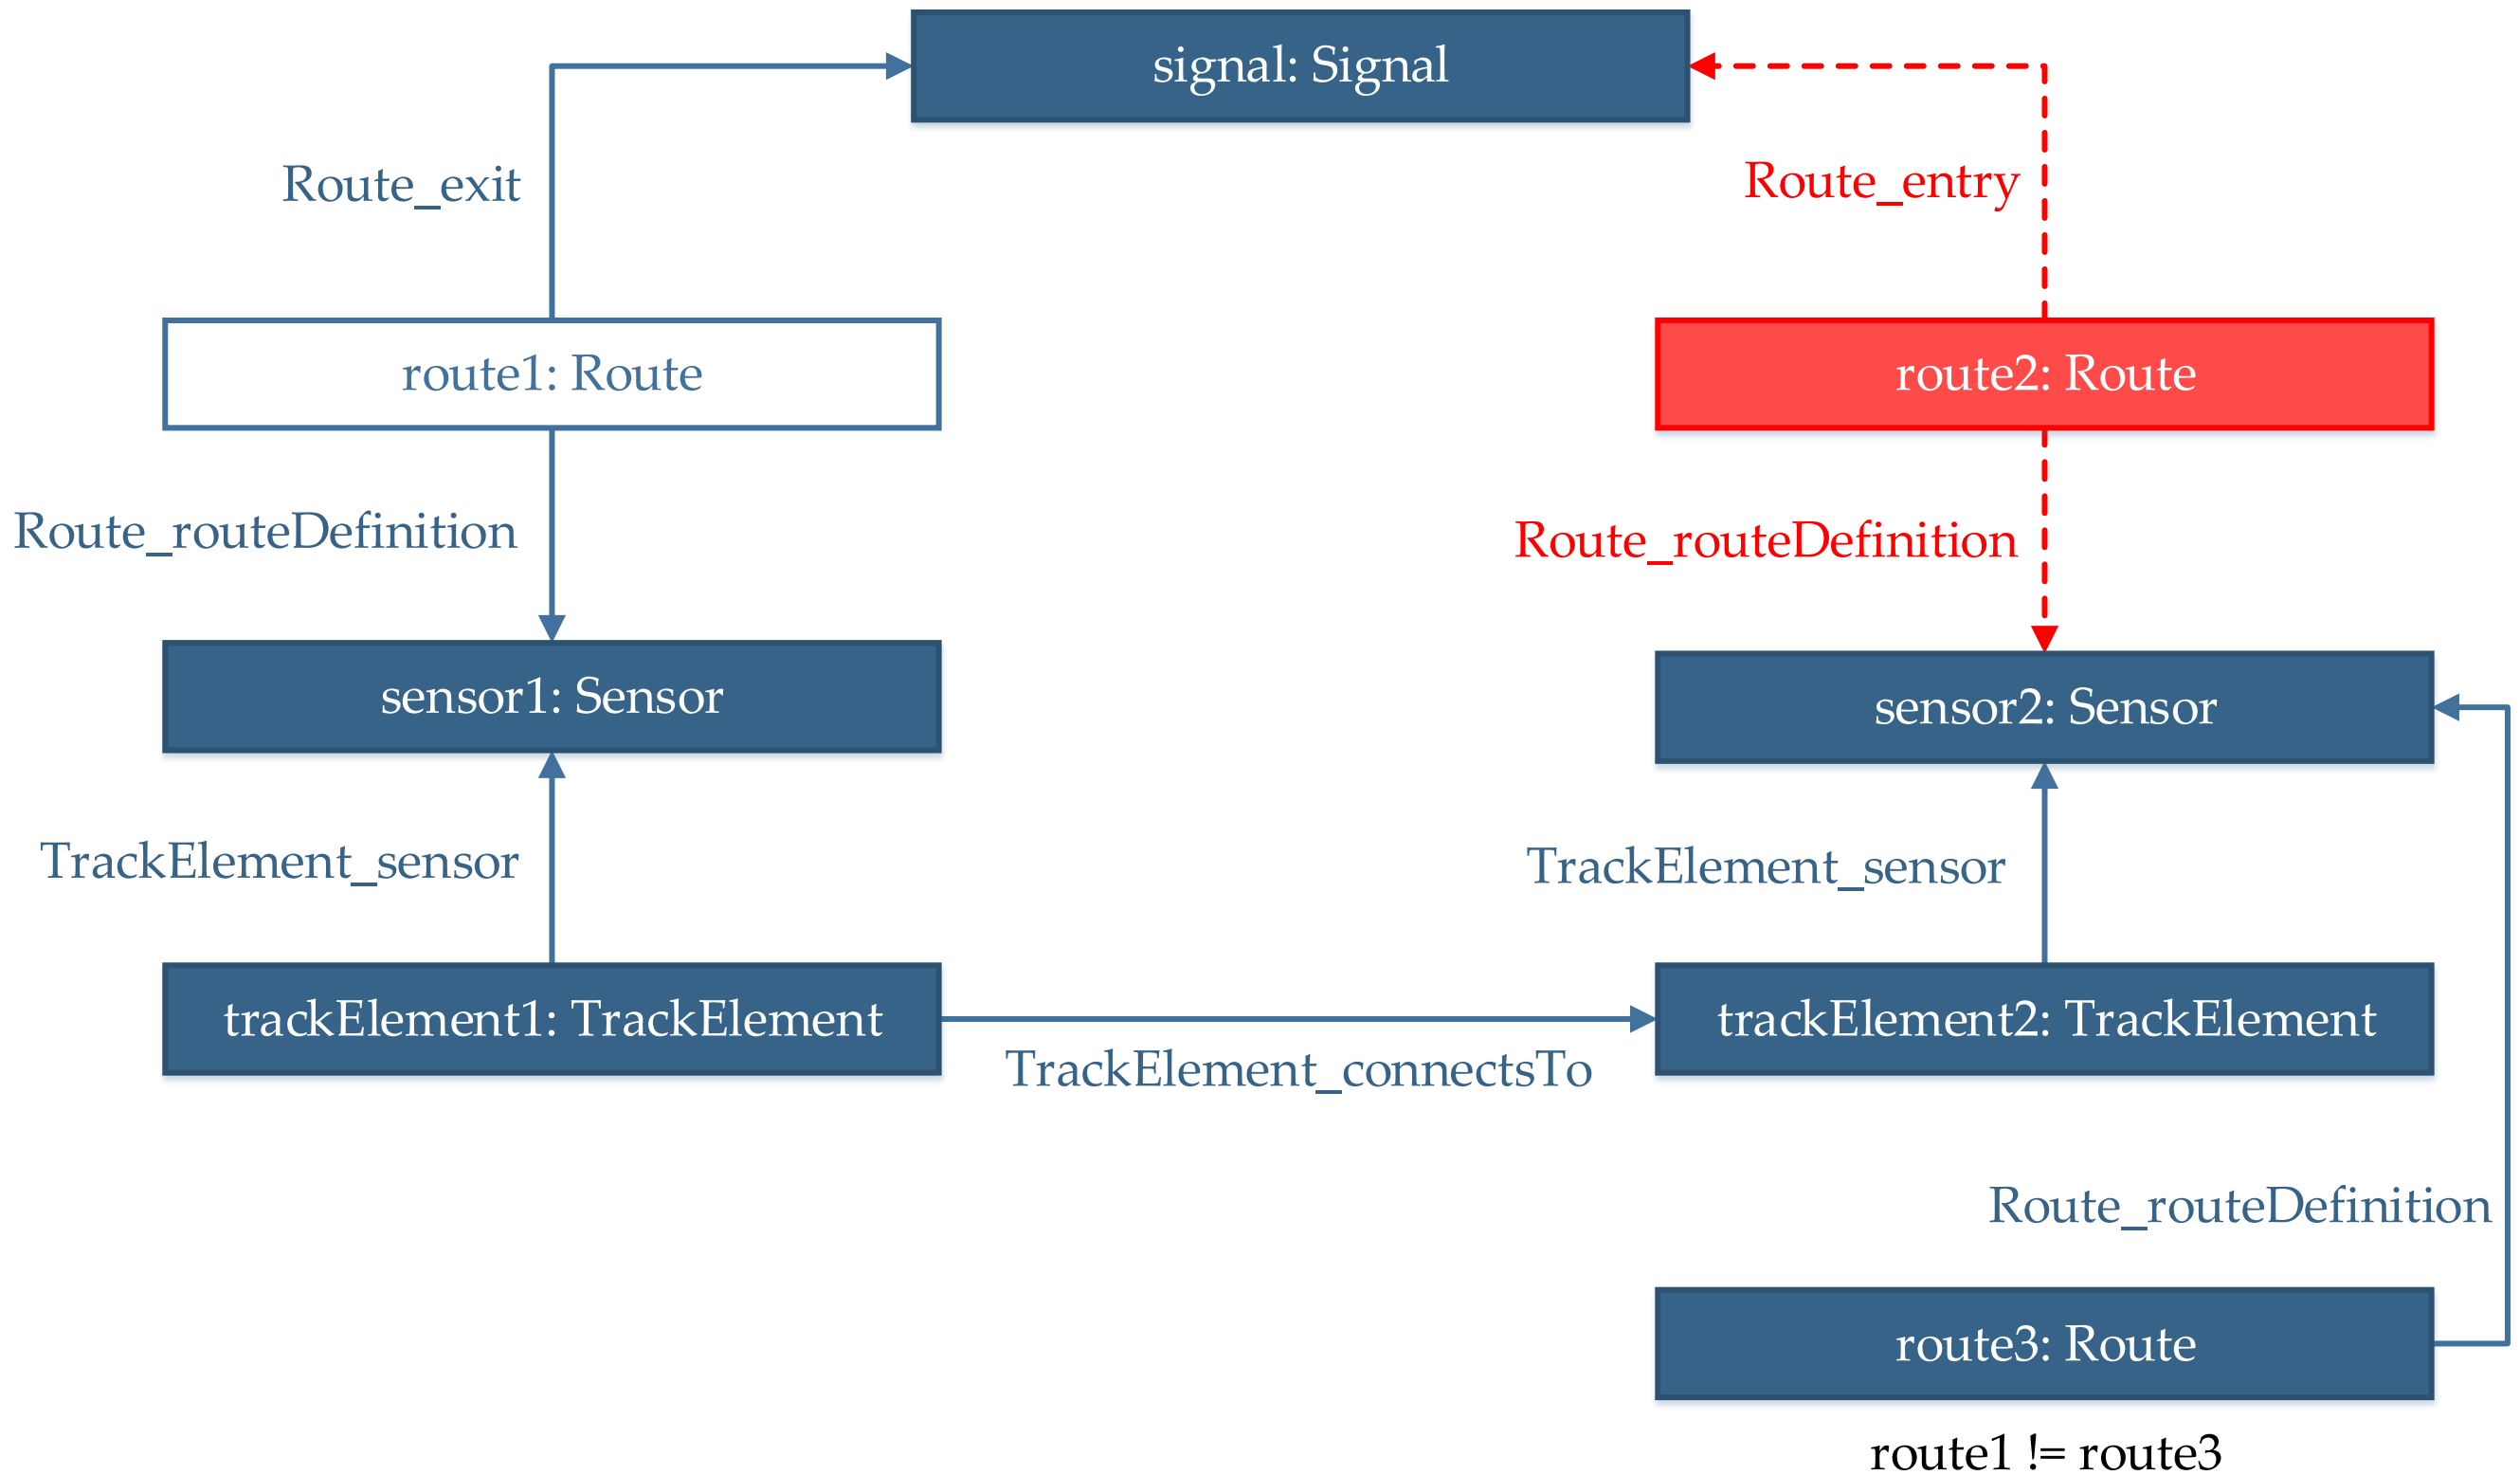 signal: Signal
Route_exit
Route_entry
route1: Route
route2: Route
Route_routeDefinition
Route_routeDefinition
sensor1: Sensor
sensor2: Sensor
TrackElement_sensor
TrackElement_sensor
trackElement1: TrackElement
trackElement2: TrackElement
TrackElement_connectsTo
Route_routeDefinition
route3: Route
route1 != route3